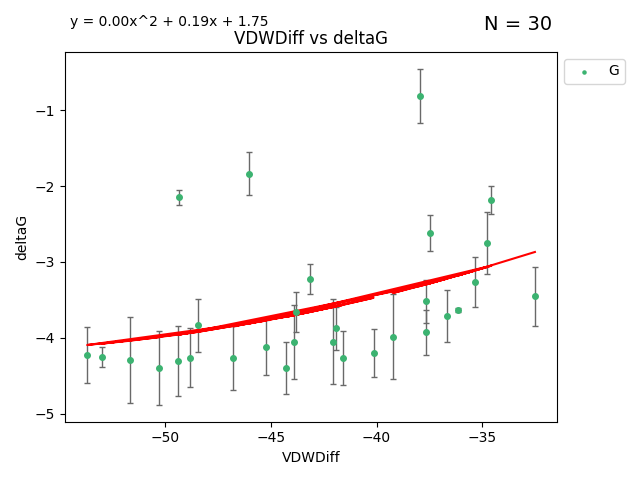 y = 0.00x^2 + 0.19x + 1.75
N = 30
VDWDiff vs deltaG
G
deltaG
−1
−2
−3
−4
−5
−50
−45
−40
−35
VDWDiff